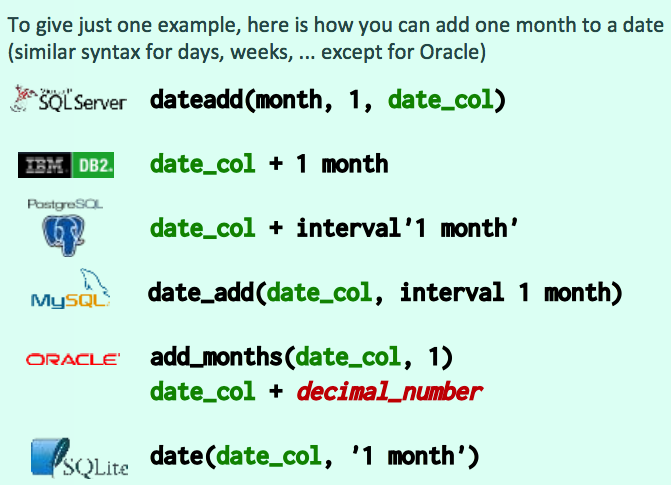 To give just one example, here is how you can add one month to a date
(similar syntax for days, weeks, ... except for Oracle)
SQL Server dateadd(month, 1, date_col)
IBM. DB2. date_col + 1 month
PostgreSQL
date_col + interval'1 month'
MySQL date_add(date_col, interval 1 month)
ORACLE add_months(date_col, 1)
date_col + decimal_number
SQLite date(date_col, '1 month')